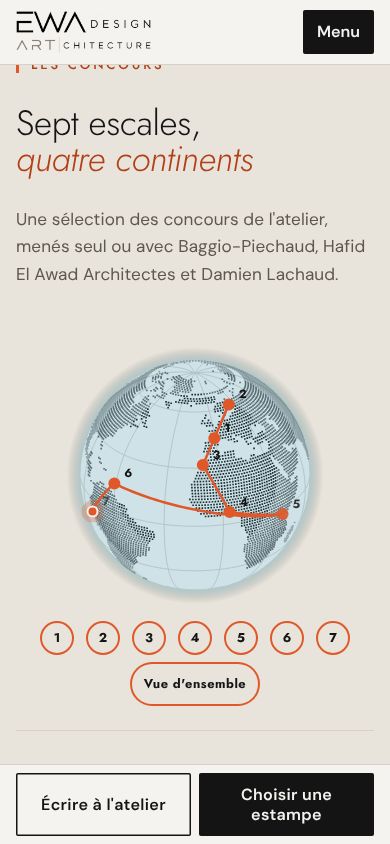 EWA DESIGN
ART CHITECTURE
Menu
LES CONCOURS
Sept escales,
quatre continents
Une sélection des concours de l'atelier,
menés seul ou avec Baggio-Piechaud, Hafid
El Awad Architectes et Damien Lachaud.
2
1
3
6
4
5
7
1 2 3 4 5 6 7
Vue d'ensemble
Écrire à l'atelier
Choisir une
estampe